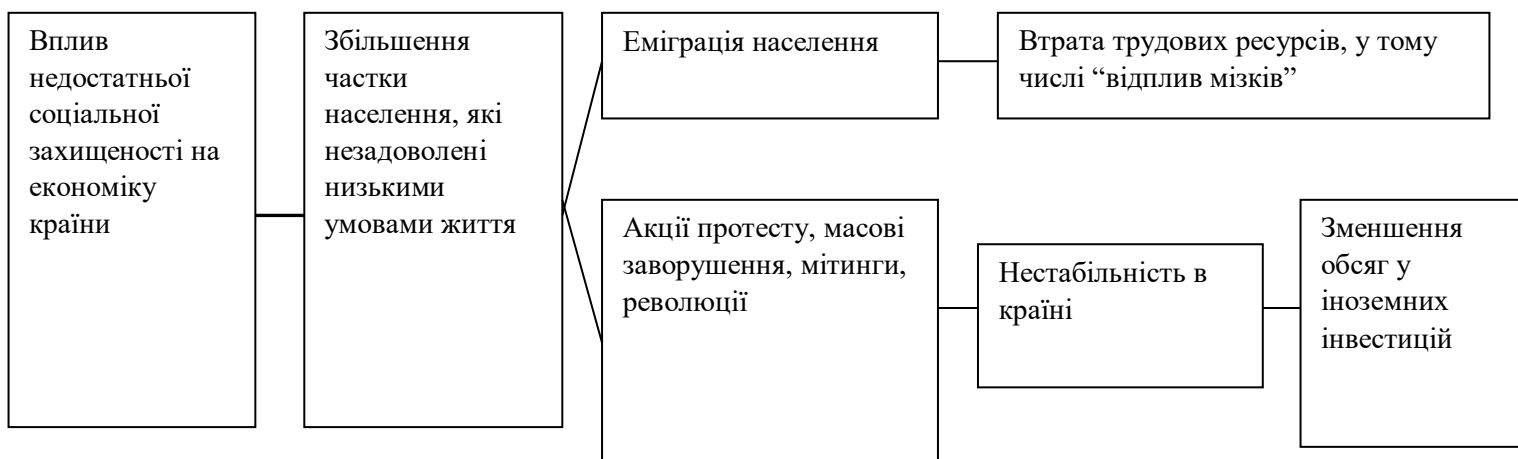 Вплив
недостатньої
соціальної
захищеності на
економіку
країни
Збільшення
частки
населення, які
незадоволені
низькими
умовами життя
Еміграція населення
Втрата трудових ресурсів, у тому
числі “відплив мізків”
Акції протесту, масові
заворушення, мітинги,
революції
Нестабільність в
країні
Зменшення
обсяг у
іноземних
інвестицій